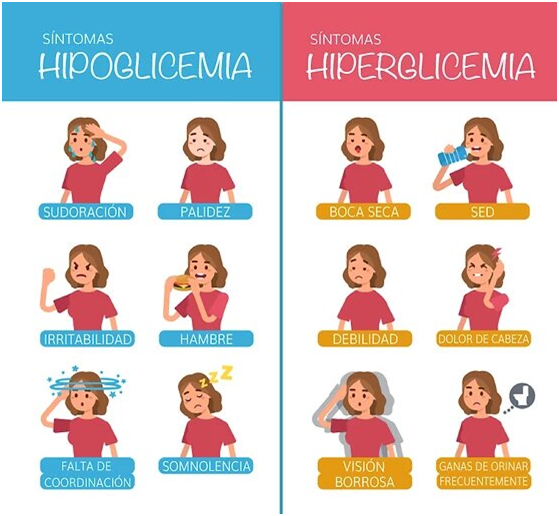 SÍNTOMAS
HIPOGLICEMIA
SUDORACIÓN
PALIDEZ
IRRITABILIDAD
HAMBRE
FALTA DE
COORDINACIÓN
SOMNOLENCIA
SÍNTOMAS
HIPERGLICEMIA
BOCA SECA
SED
DEBILIDAD
DOLOR DE CABEZA
VISIÓN
BORROSA
GANAS DE ORINAR
FRECUENTEMENTE